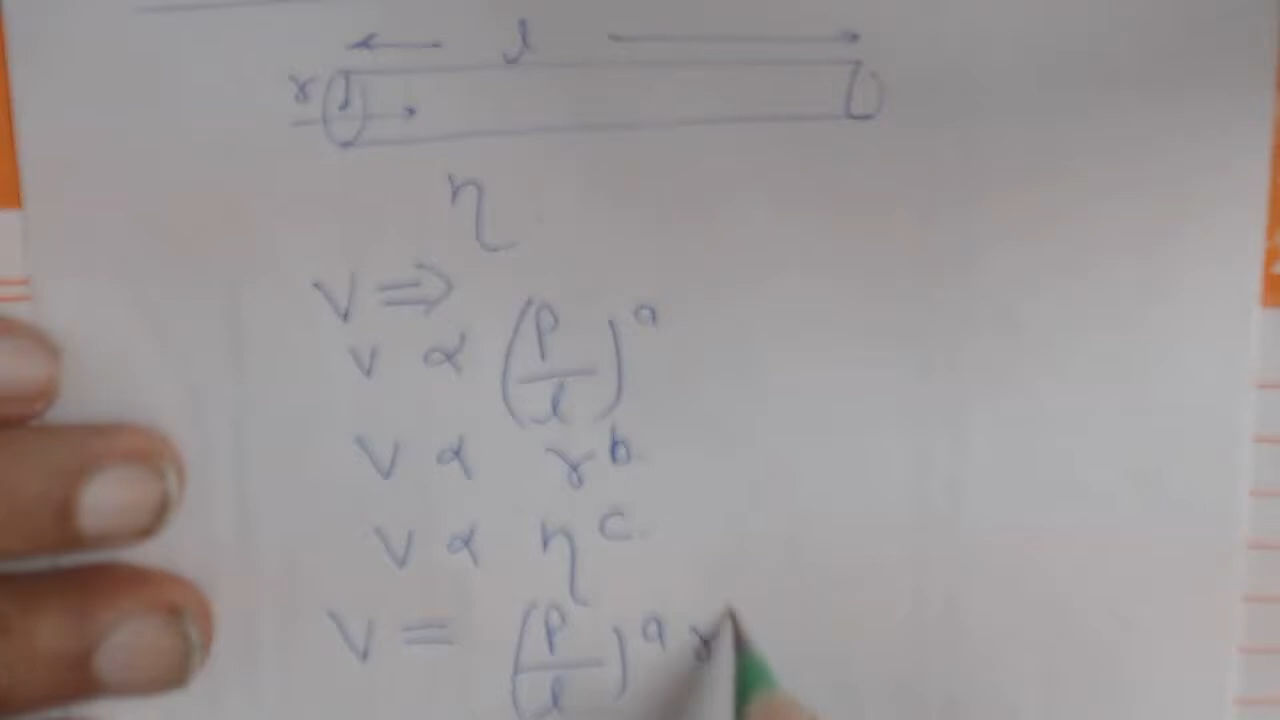 l
r
η
V ⇒
V ∝ (P/l)^a
V ∝ r^b
V ∝ η^c
V = (P/l)^a r